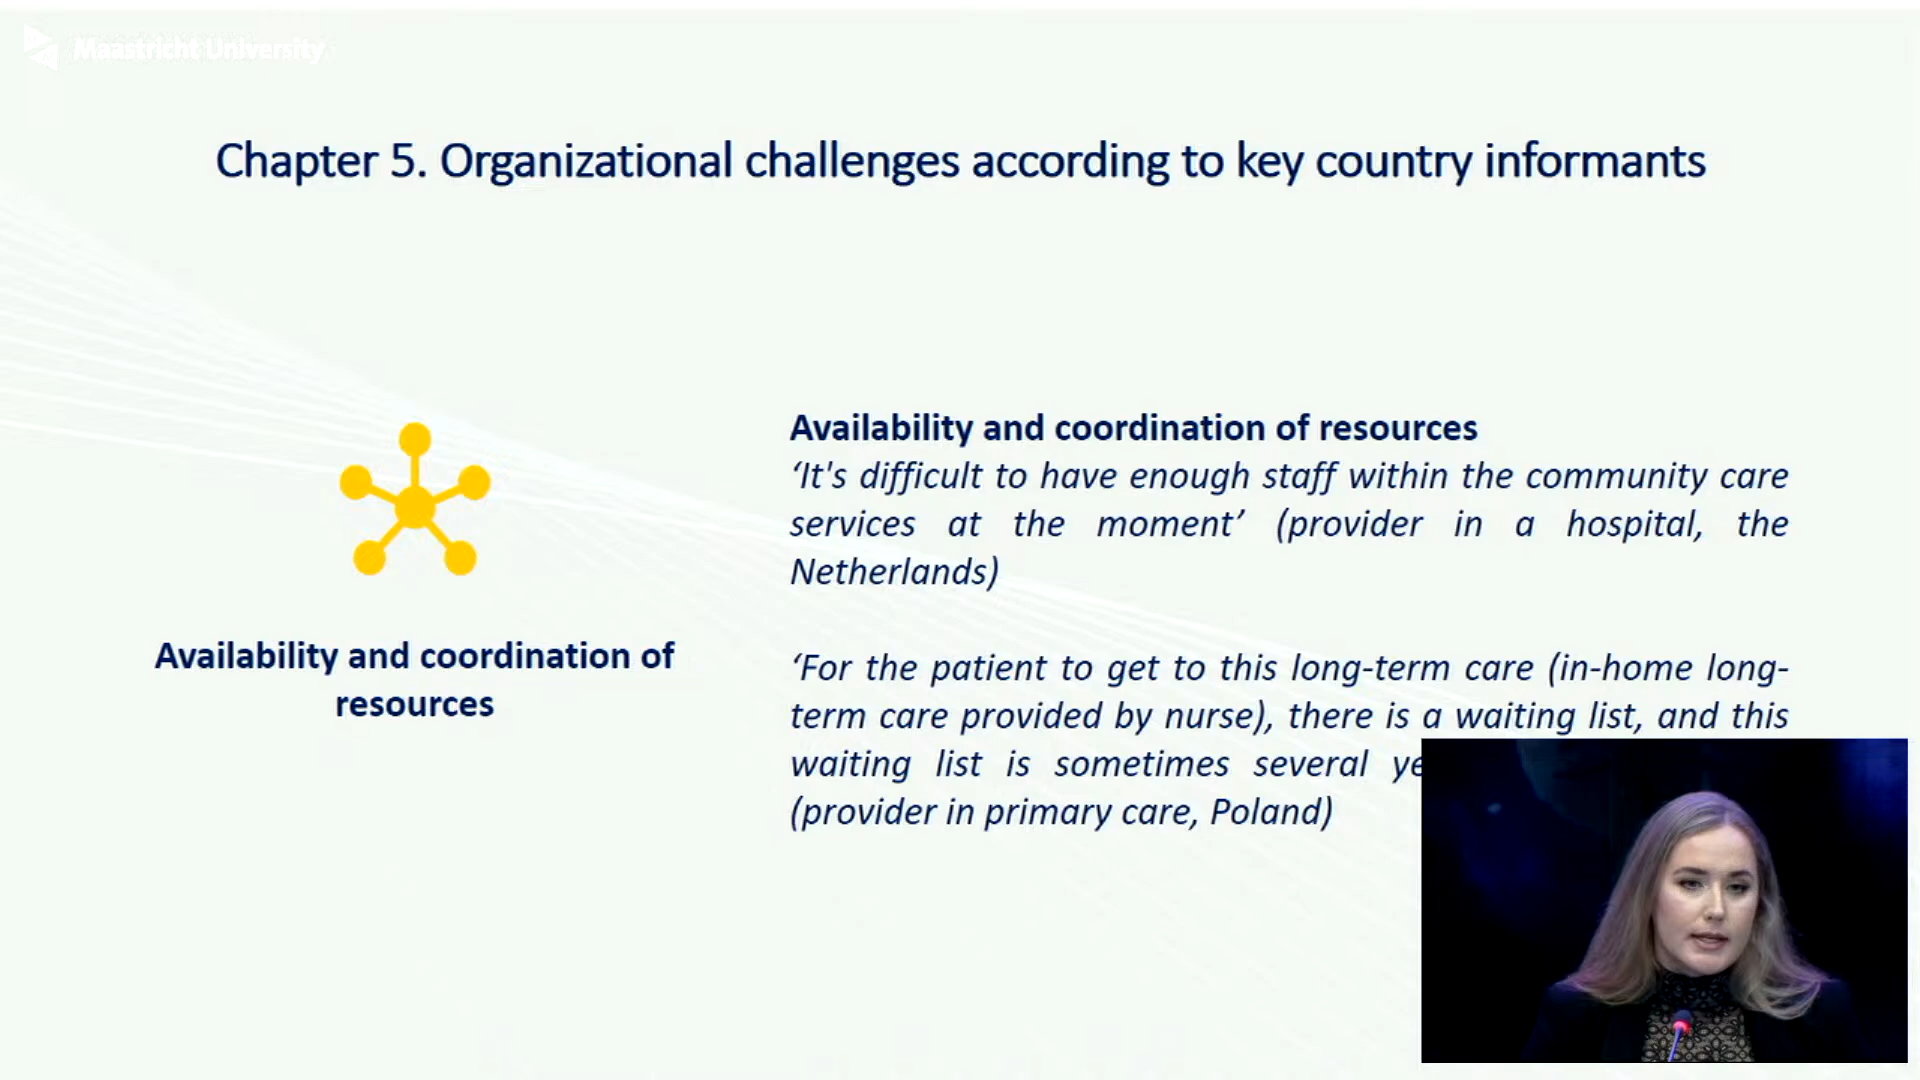 Maastricht University
Chapter 5. Organizational challenges according to key country informants
Availability and coordination of
resources
Availability and coordination of resources
‘It's difficult to have enough staff within the community care
services at the moment’ (provider in a hospital, the
Netherlands)
‘For the patient to get to this long-term care (in-home long-
term care provided by nurse), there is a waiting list, and this
waiting list is sometimes several
(provider in primary care, Poland)